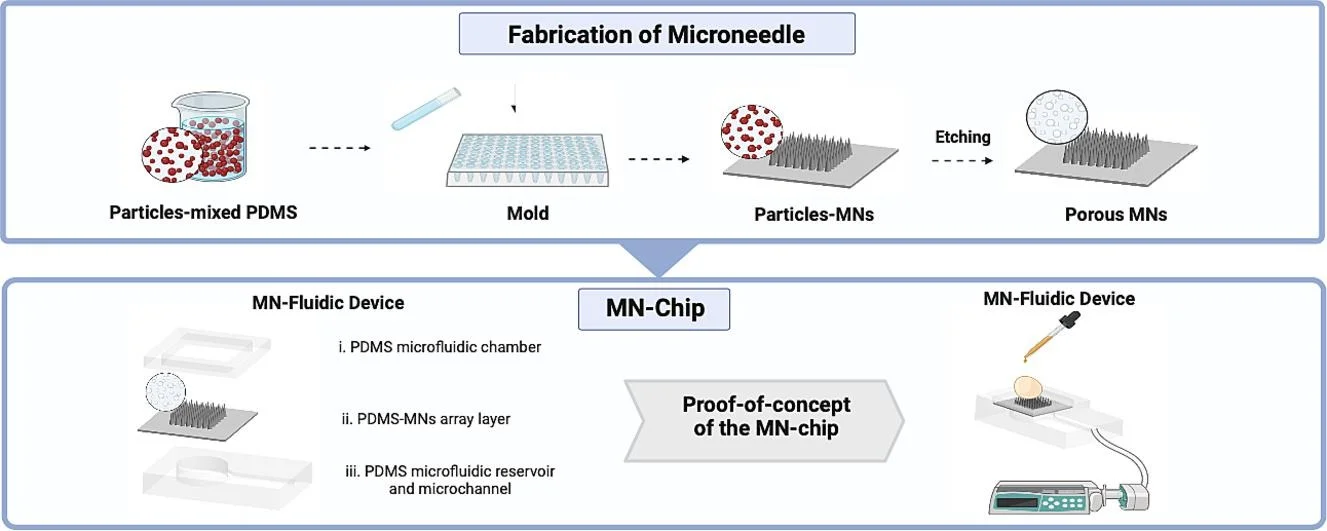 Fabrication of Microneedle
Etching
Particles-mixed PDMS
Mold
Particles-MNs
Porous MNs
MN-Chip
MN-Fluidic Device
i. PDMS microfluidic chamber
ii. PDMS-MNs array layer
iii. PDMS microfluidic reservoir
and microchannel
Proof-of-concept
of the MN-chip
MN-Fluidic Device